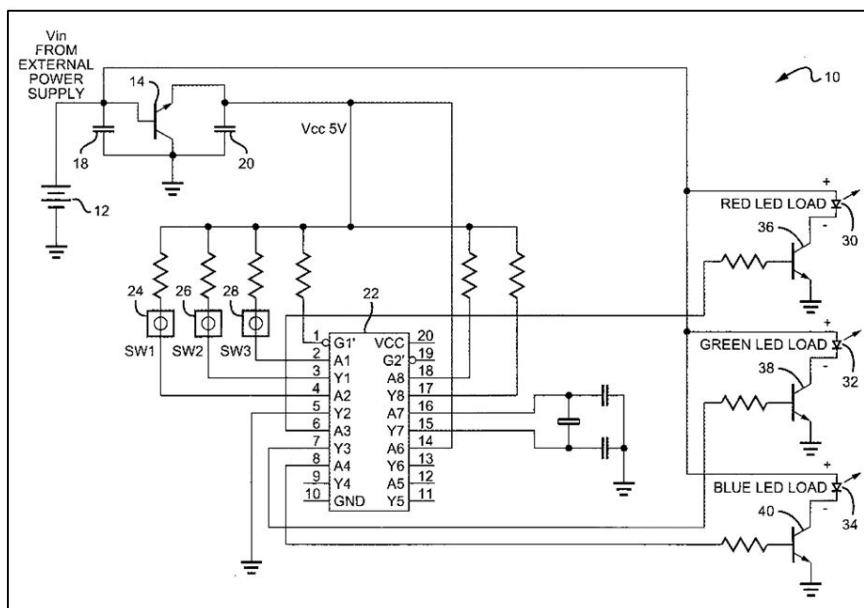 Vin
FROM
EXTERNAL
POWER
SUPPLY
14
10
18
20
Vcc 5V
12
RED LED LOAD
+
-
30
36
24
26
28
22
SW1
SW2
SW3
1 G1' VCC 20
2 A1 G2' 19
3 Y1 A8 18
4 A2 Y8 17
5 Y2 A7 16
6 A3 Y7 15
7 Y3 A6 14
8 A4 Y6 13
9 Y4 A5 12
10 GND Y5 11
GREEN LED LOAD
+
-
32
38
BLUE LED LOAD
+
-
34
40